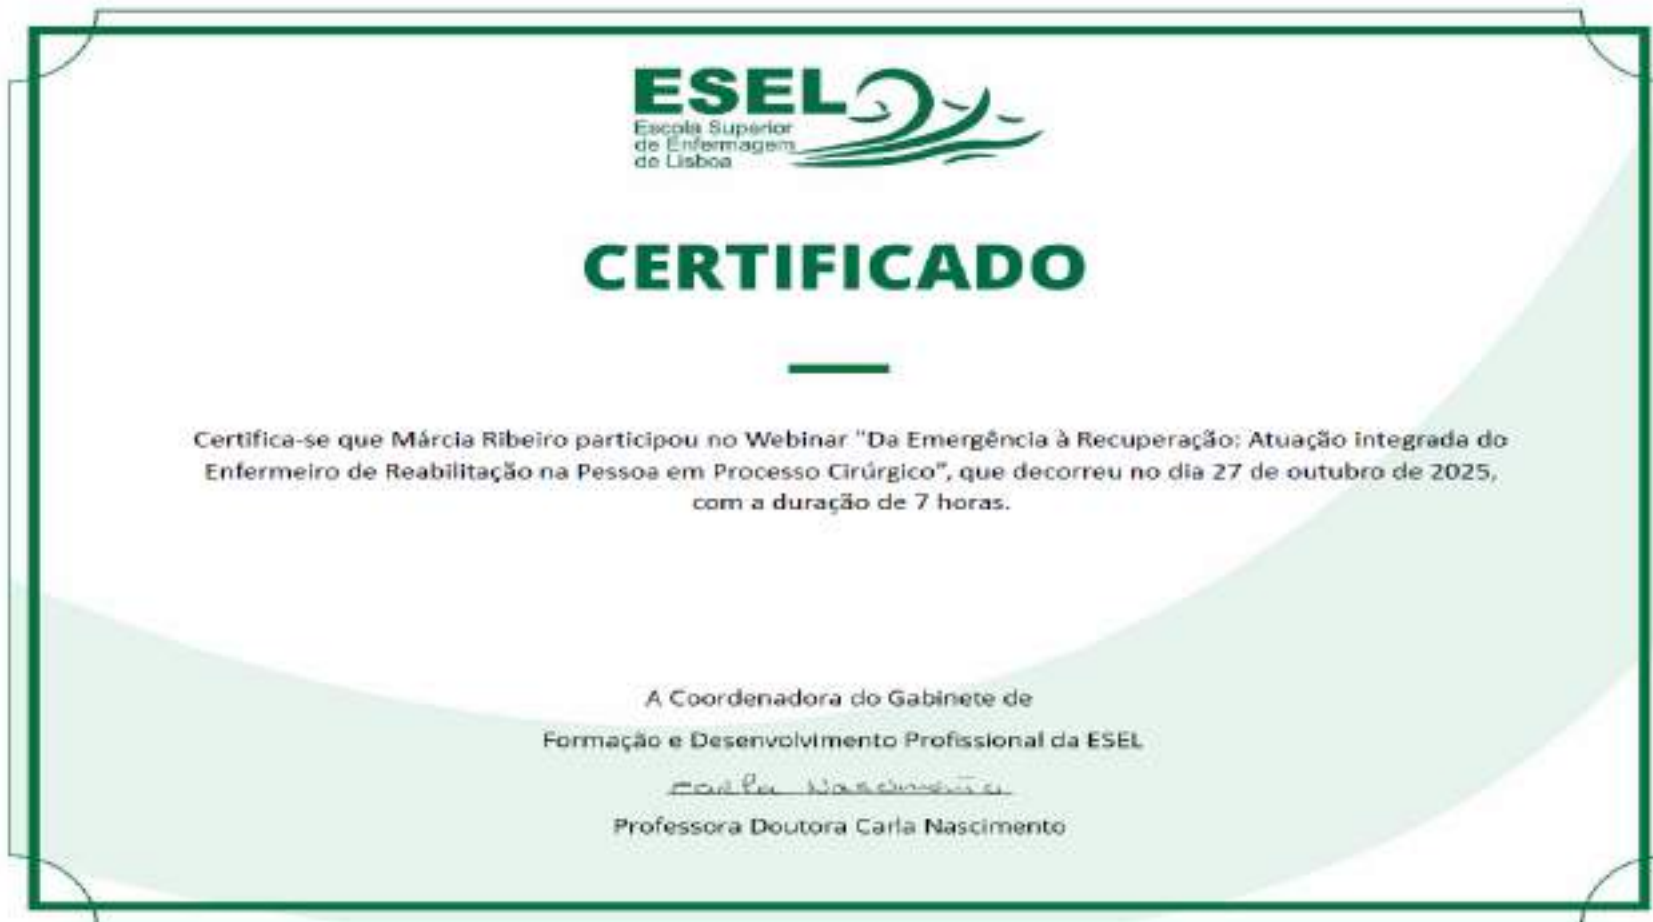 ESEL
Escola Superior
de Enfermagem
de Lisboa
CERTIFICADO
Certifica-se que Márcia Ribeiro participou no Webinar "Da Emergência à Recuperação: Atuação integrada do
Enfermeiro de Reabilitação na Pessoa em Processo Cirúrgico", que decorreu no dia 27 de outubro de 2025,
com a duração de 7 horas.
A Coordenadora do Gabinete de
Formação e Desenvolvimento Profissional da ESEL
Carla Nascimento
Professora Doutora Carla Nascimento